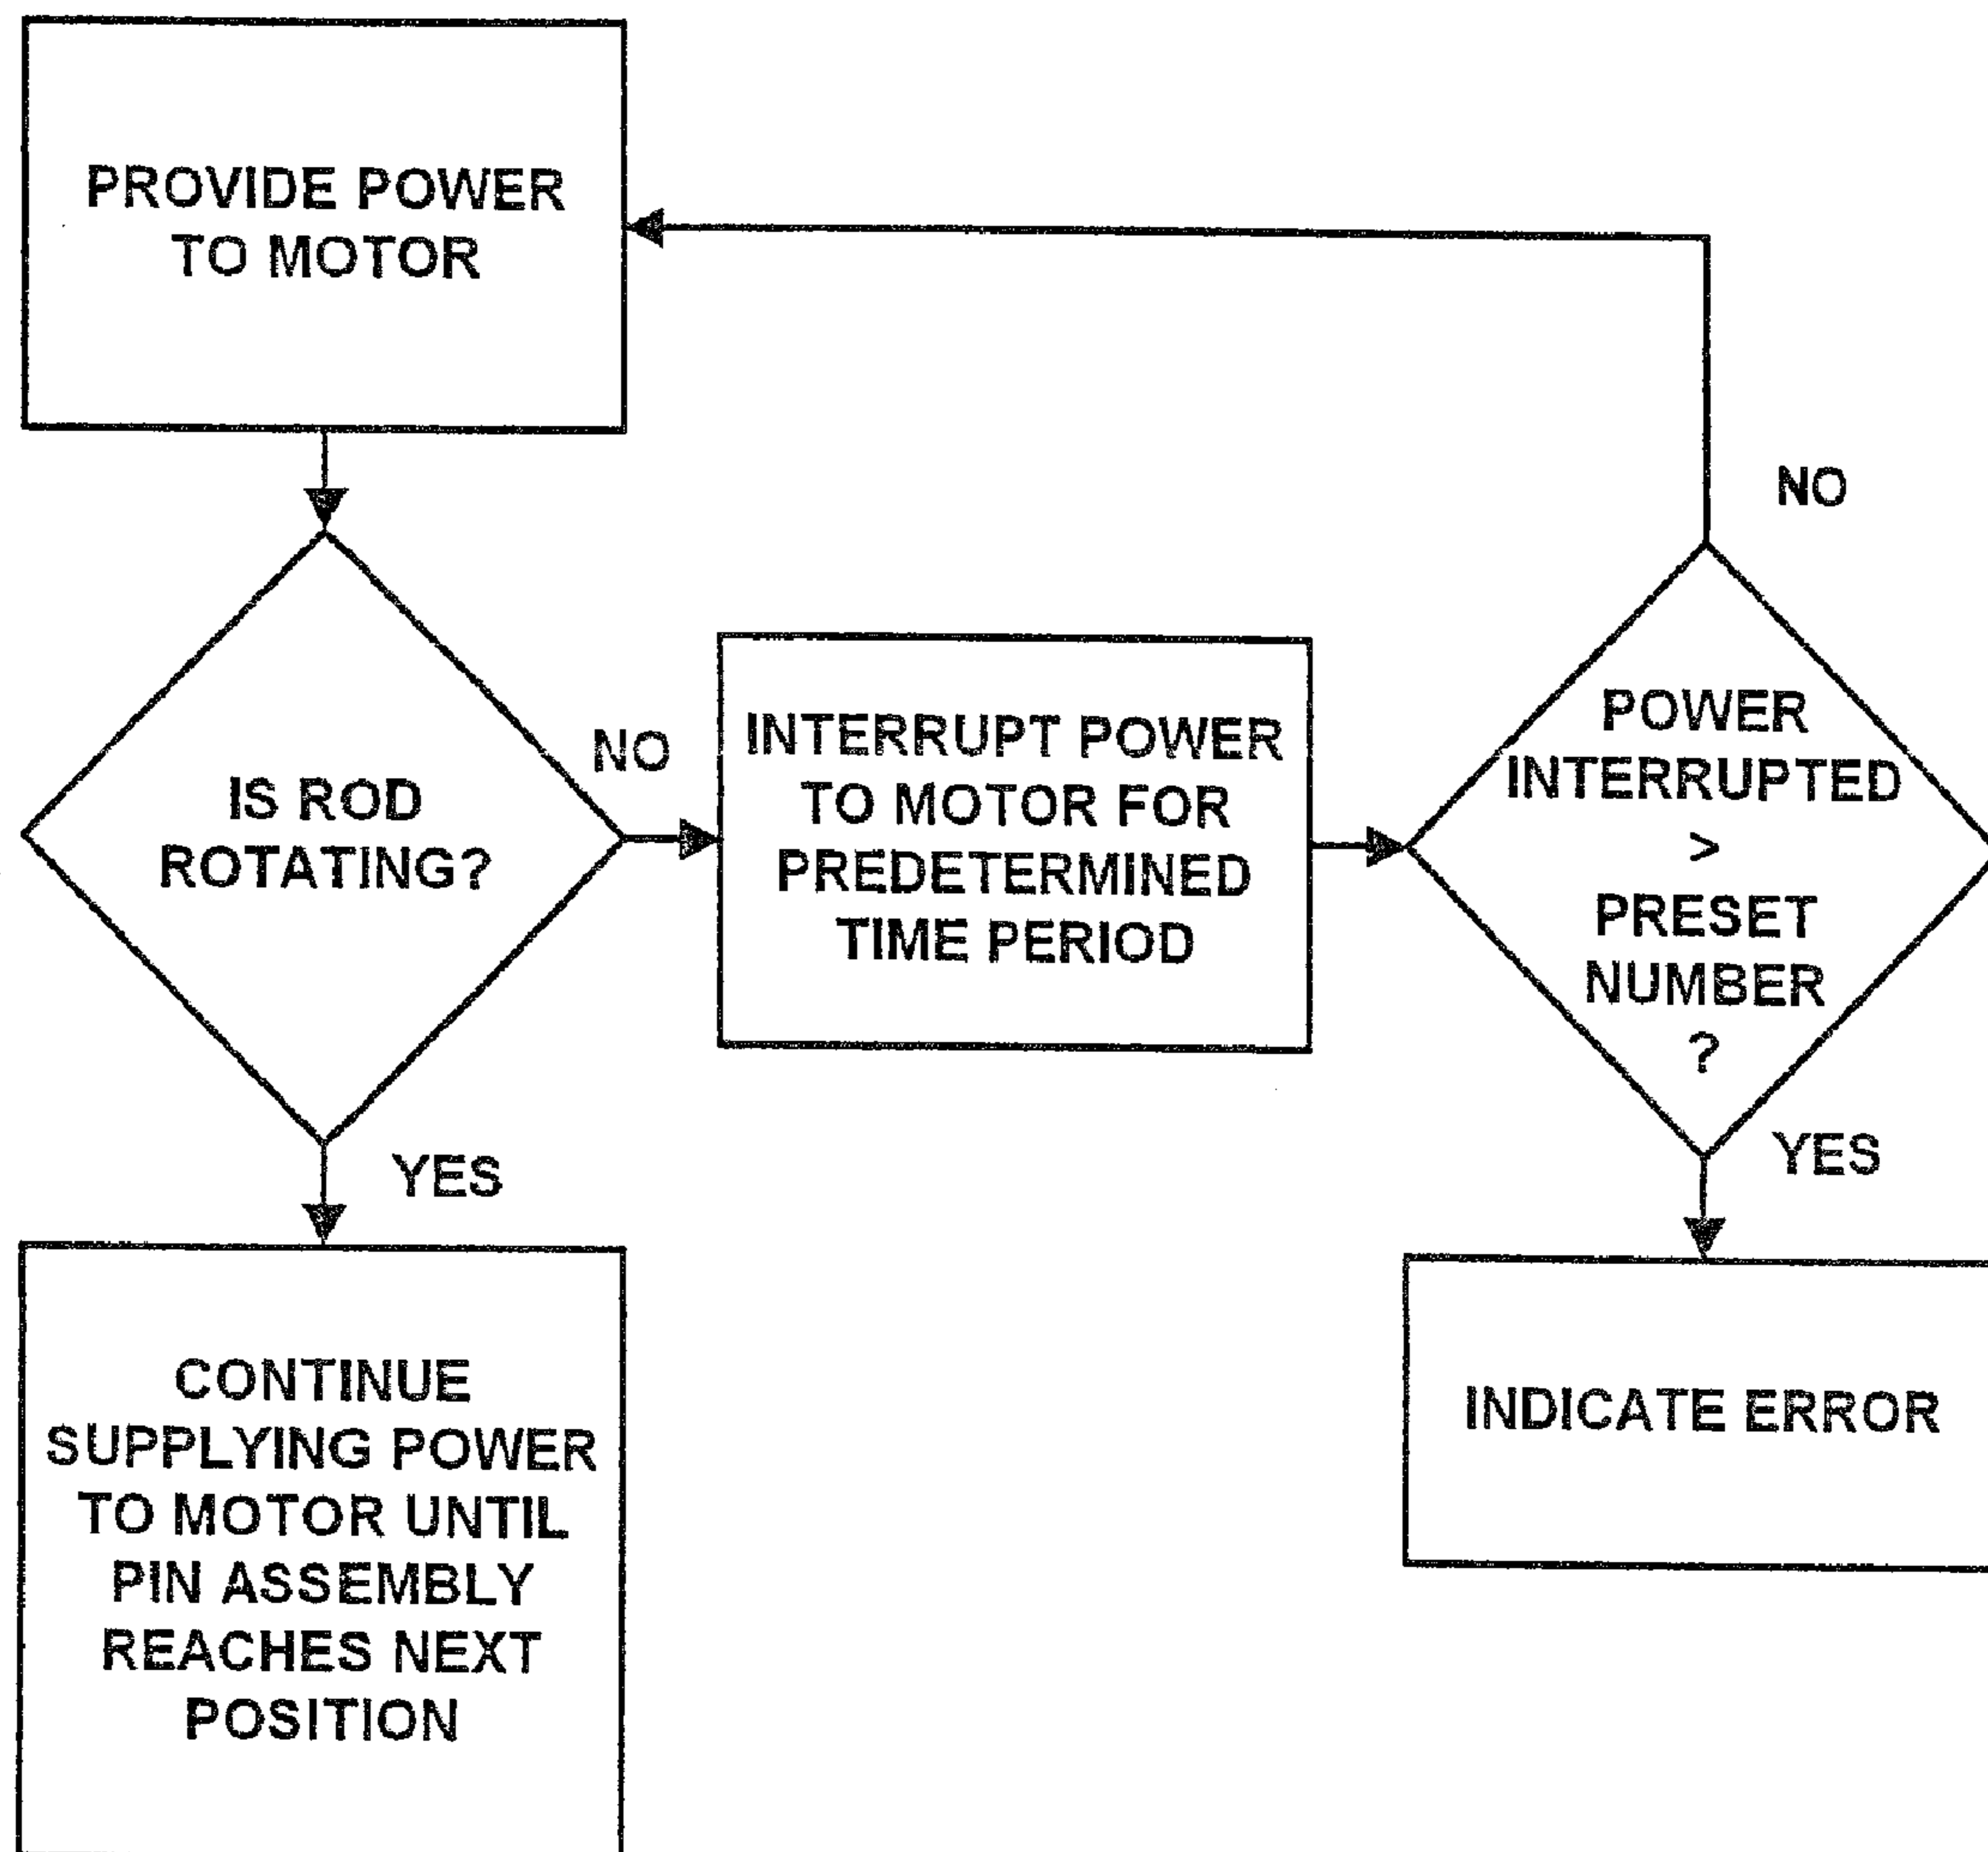 PROVIDE POWER
TO MOTOR
IS ROD
ROTATING?
NO
INTERRUPT POWER
TO MOTOR FOR
PREDETERMINED
TIME PERIOD
POWER
INTERRUPTED
>
PRESET
NUMBER
?
NO
YES
YES
CONTINUE
SUPPLYING POWER
TO MOTOR UNTIL
PIN ASSEMBLY
REACHES NEXT
POSITION
INDICATE ERROR